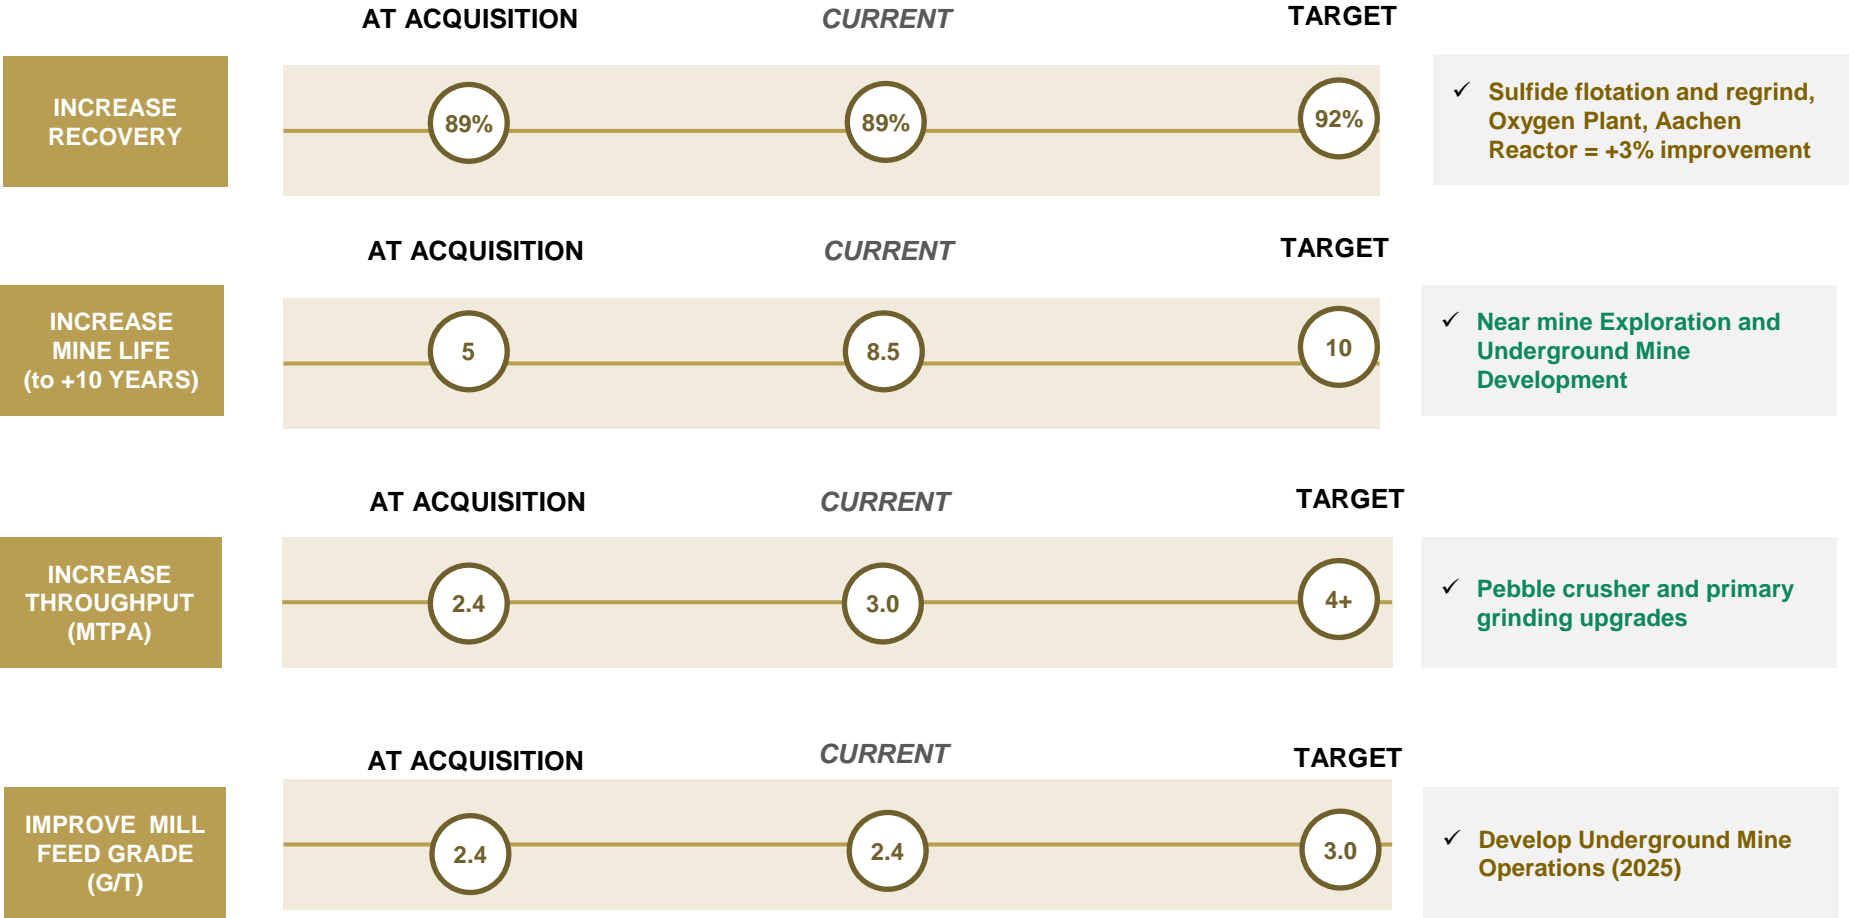 AT ACQUISITION
CURRENT
TARGET
INCREASE
RECOVERY
89%
89%
92%
✓ Sulfide flotation and regrind,
Oxygen Plant, Aachen
Reactor = +3% improvement
AT ACQUISITION
CURRENT
TARGET
INCREASE
MINE LIFE
(to +10 YEARS)
5
8.5
10
✓ Near mine Exploration and
Underground Mine
Development
AT ACQUISITION
CURRENT
TARGET
INCREASE
THROUGHPUT
(MTPA)
2.4
3.0
4+
✓ Pebble crusher and primary
grinding upgrades
AT ACQUISITION
CURRENT
TARGET
IMPROVE MILL
FEED GRADE
(G/T)
2.4
2.4
3.0
✓ Develop Underground Mine
Operations (2025)